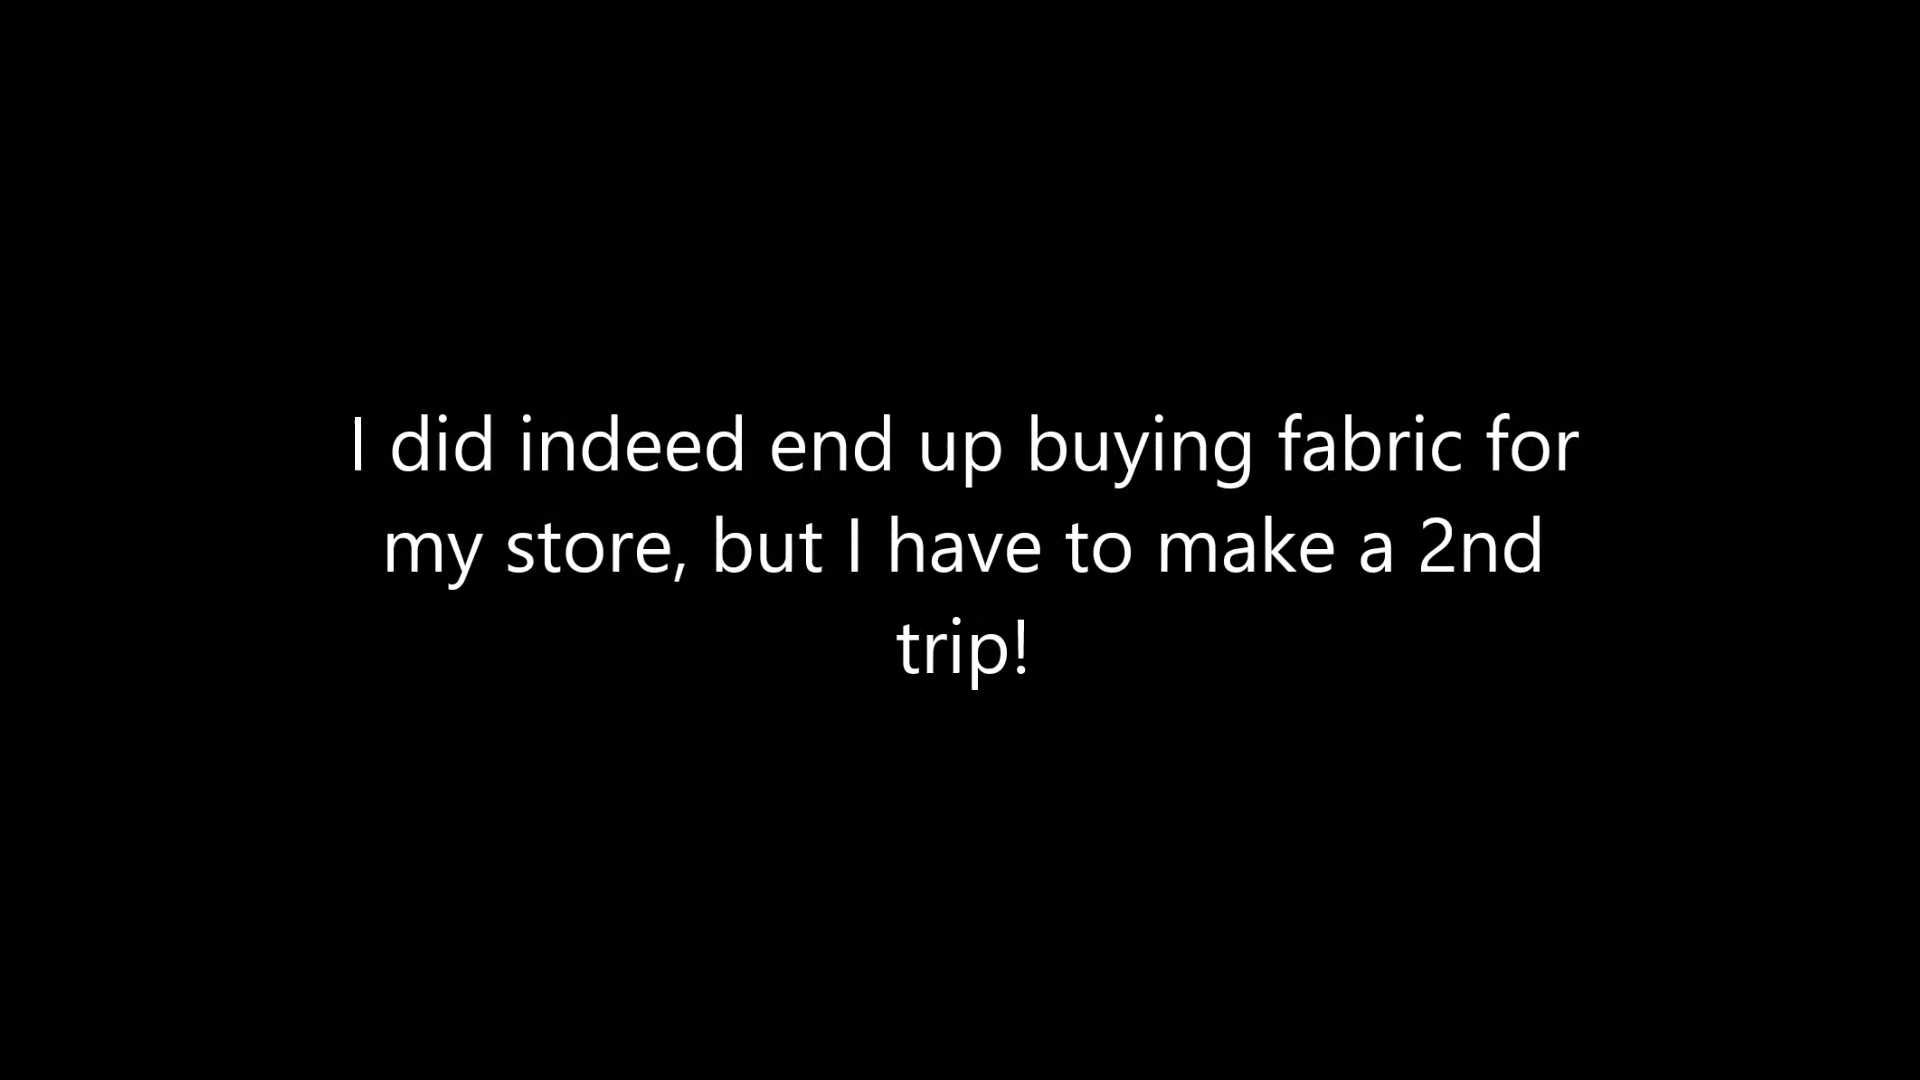 I did indeed end up buying fabric for
my store, but I have to make a 2nd
trip!